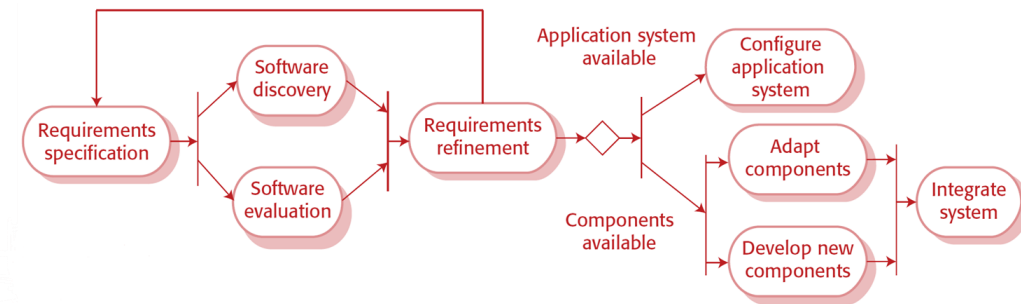 Requirements
specification
Software
discovery
Software
evaluation
Requirements
refinement
Application system
available
Configure
application
system
Components
available
Adapt
components
Develop new
components
Integrate
system